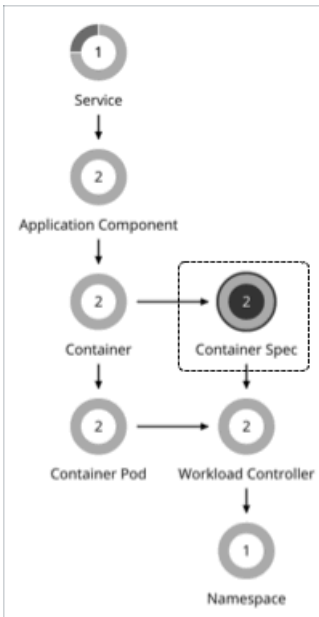 1
Service
2
Application Component
2
2
Container
Container Spec
2
2
Container Pod
Workload Controller
1
Namespace